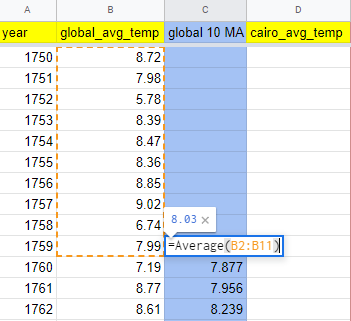 A B C D
year global_avg_temp global 10 MA cairo_avg_temp
1750 8.72
1751 7.98
1752 5.78
1753 8.39
1754 8.47
1755 8.36
1756 8.85
1757 9.02
8.03 ×
1758 6.74
1759 7.99 =Average(B2:B11)
1760 7.19 7.877
1761 8.77 7.956
1762 8.61 8.239